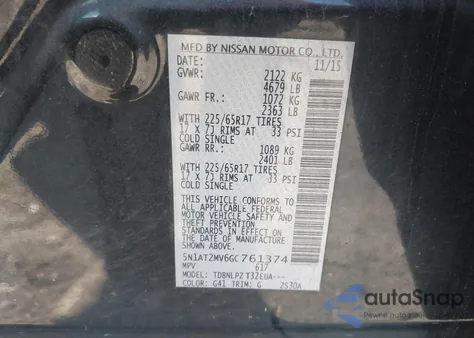 MFD BY NISSAN MOTOR CO., LTD.
DATE: 11/15
GVWR: 2122 KG
4679 LB
GAWR FR.: 1072 KG
2363 LB
WITH 225/65R17 TIRES
17 X 7J RIMS AT 33 PSI
COLD SINGLE
GAWR RR.: 1089 KG
2401 LB
WITH 225/65R17 TIRES
17 X 7J RIMS AT 33 PSI
COLD SINGLE
THIS VEHICLE CONFORMS TO
ALL APPLICABLE FEDERAL
MOTOR VEHICLE SAFETY
STANDARDS IN EFFECT ON
THE DATE OF MANUFACTURE
SHOWN ABOVE.
5N1AT2MV6GC761374
MPV 617
MODEL: TDBNLPZ T32EUA---
COLOR: G41 TRIM: G 2S30A
autoSnap